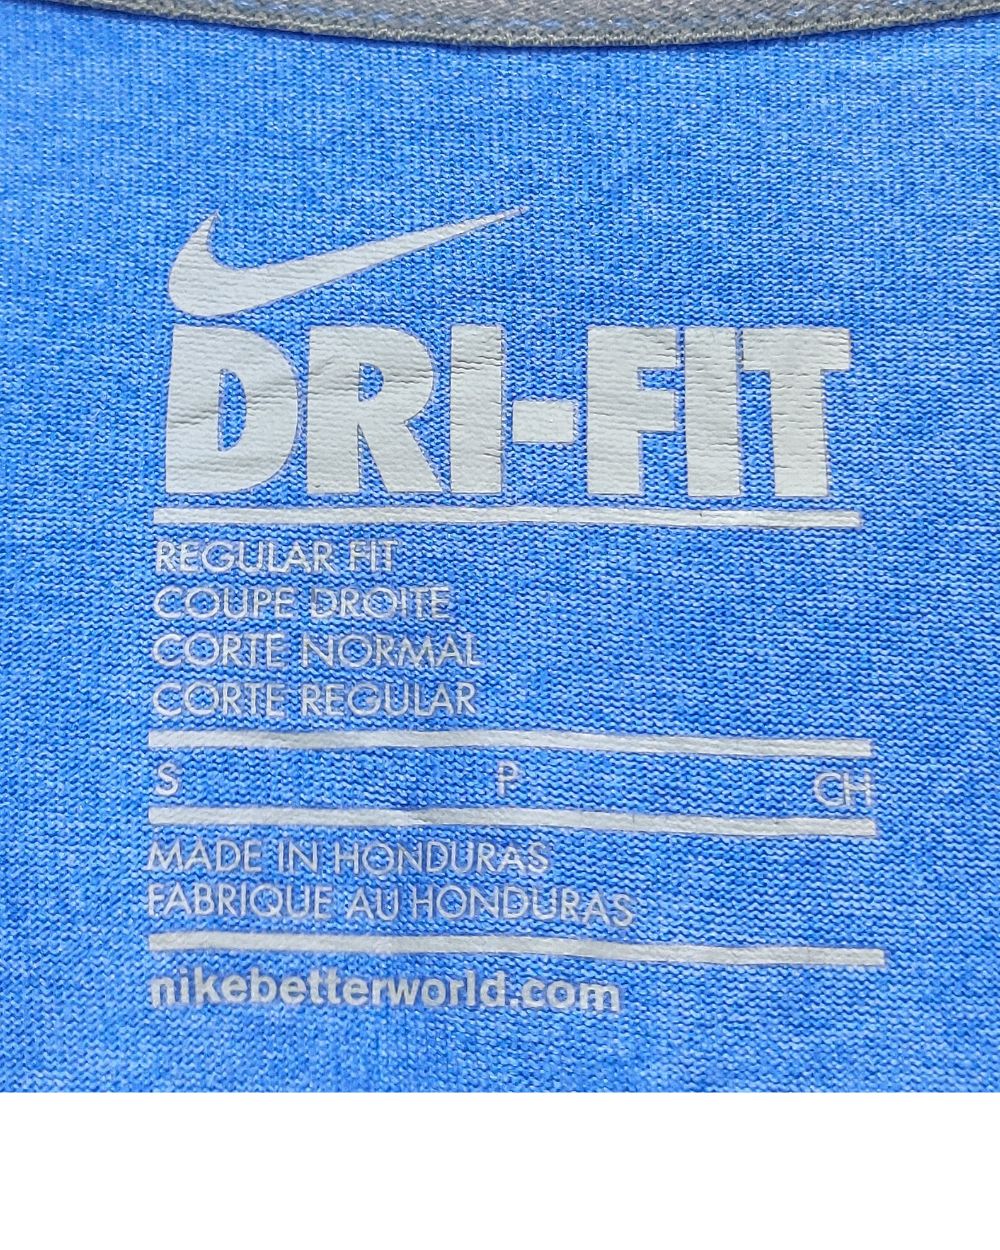 DRI-FIT
REGULAR FIT
COUPE DROITE
CORTE NORMAL
CORTE REGULAR
S P CH
MADE IN HONDURAS
FABRIQUE AU HONDURAS
nikebetterworld.com